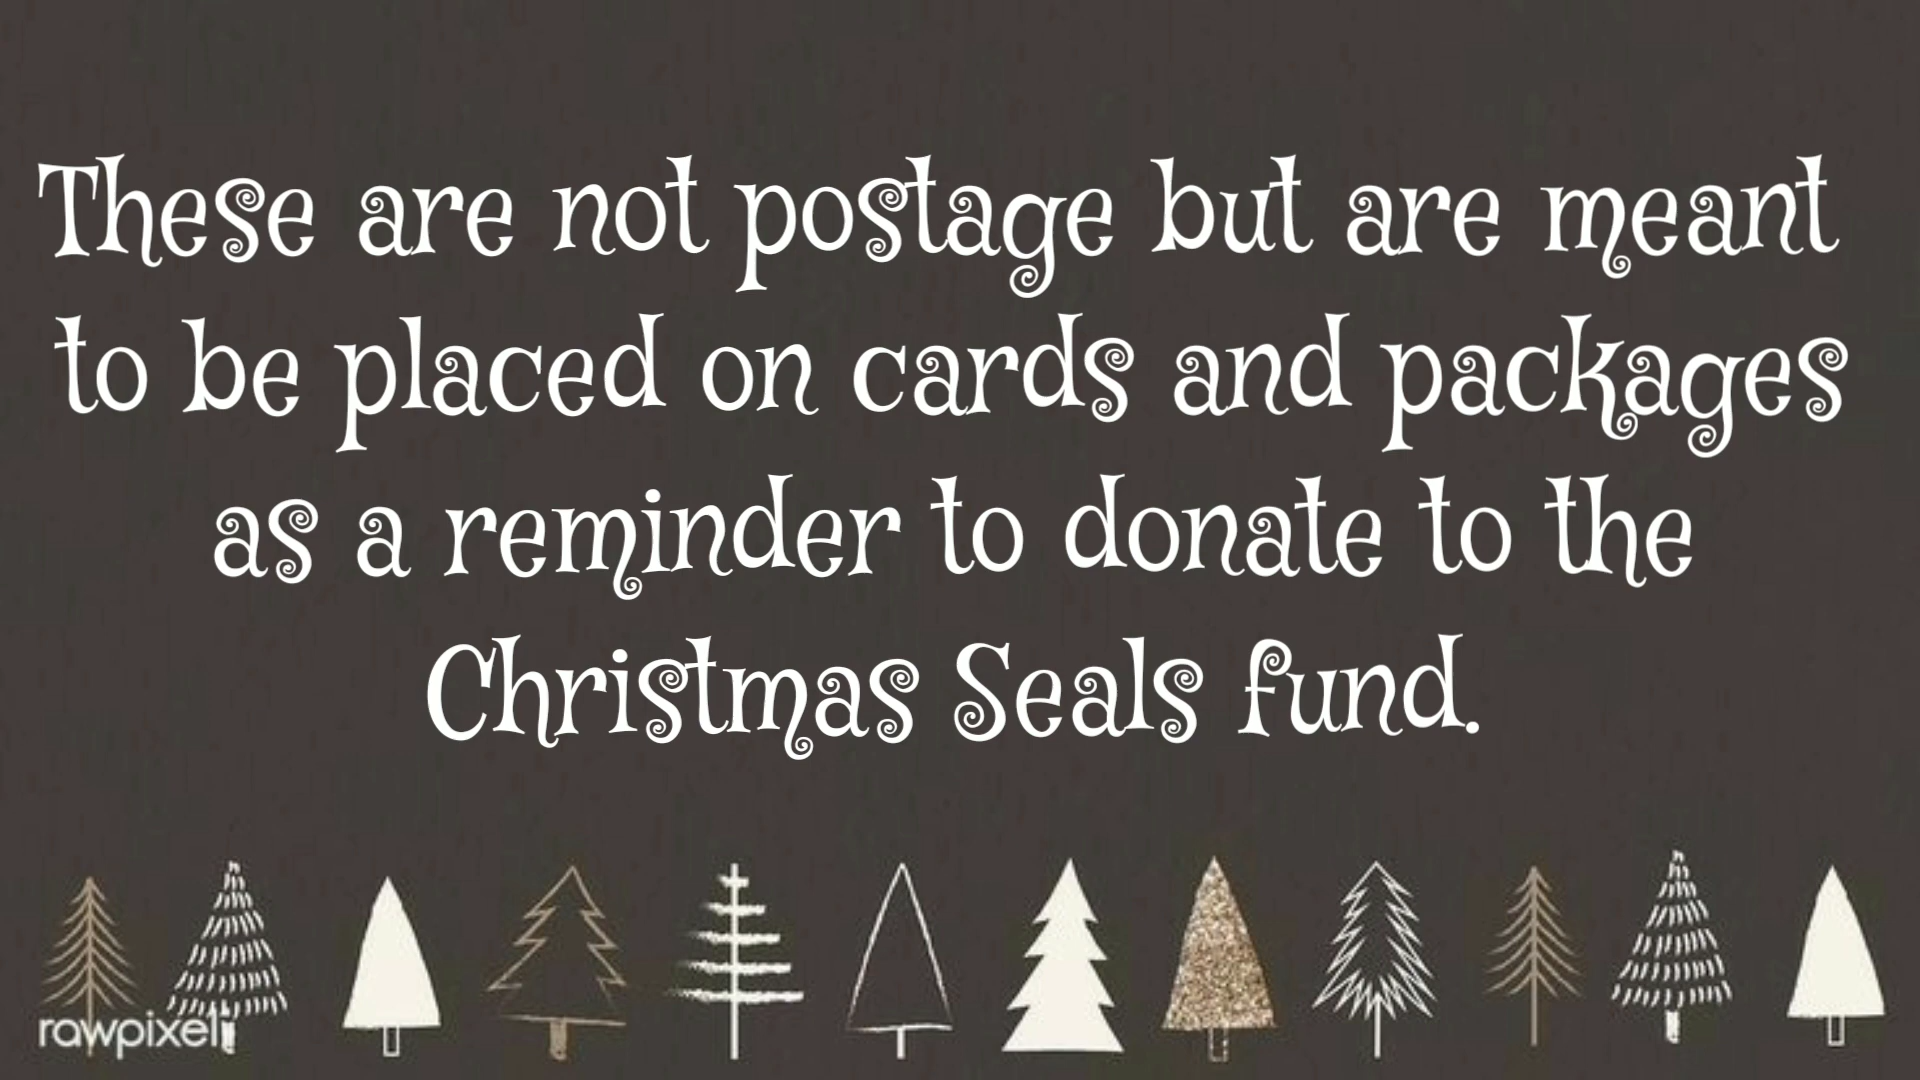 These are not postage but are meant
to be placed on cards and packages
as a reminder to donate to the
Christmas Seals fund.
rawpixel